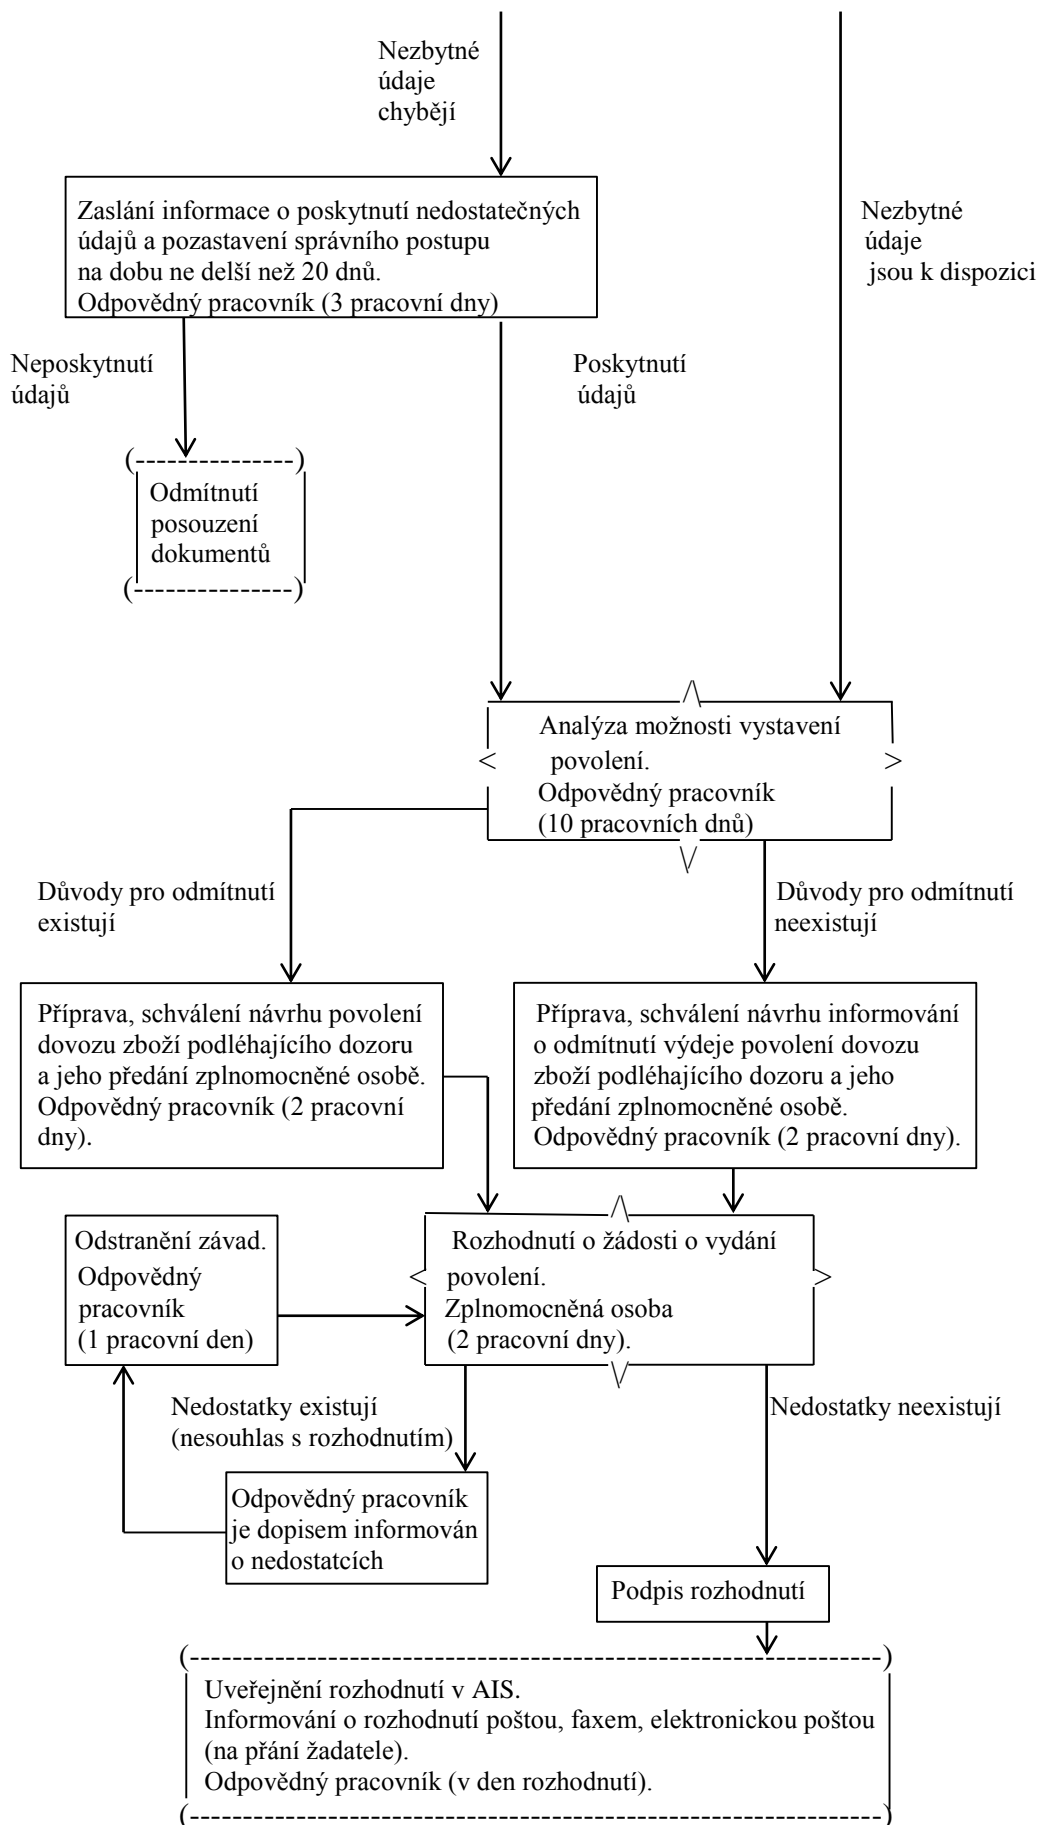 Nezbytné
údaje
chybějí
Zaslání informace o poskytnutí nedostatečných
údajů a pozastavení správního postupu
na dobu ne delší než 20 dnů.
Odpovědný pracovník (3 pracovní dny)
Nezbytné
údaje
jsou k dispozici
Neposkytnutí
údajů
Poskytnutí
údajů
Odmítnutí
posouzení
dokumentů
Analýza možnosti vystavení
povolení.
Odpovědný pracovník
(10 pracovních dnů)
Důvody pro odmítnutí
existují
Důvody pro odmítnutí
neexistují
Příprava, schválení návrhu povolení
dovozu zboží podléhajícího dozoru
a jeho předání zplnomocněné osobě.
Odpovědný pracovník (2 pracovní
dny).
Příprava, schválení návrhu informování
o odmítnutí výdeje povolení dovozu
zboží podléhajícího dozoru a jeho
předání zplnomocněné osobě.
Odpovědný pracovník (2 pracovní dny).
Odstranění závad.
Odpovědný
pracovník
(1 pracovní den)
Rozhodnutí o žádosti o vydání
povolení.
Zplnomocněná osoba
(2 pracovní dny).
Nedostatky existují
(nesouhlas s rozhodnutím)
Nedostatky neexistují
Odpovědný pracovník
je dopisem informován
o nedostatcích
Podpis rozhodnutí
Uveřejnění rozhodnutí v AIS.
Informování o rozhodnutí poštou, faxem, elektronickou poštou
(na přání žadatele).
Odpovědný pracovník (v den rozhodnutí).